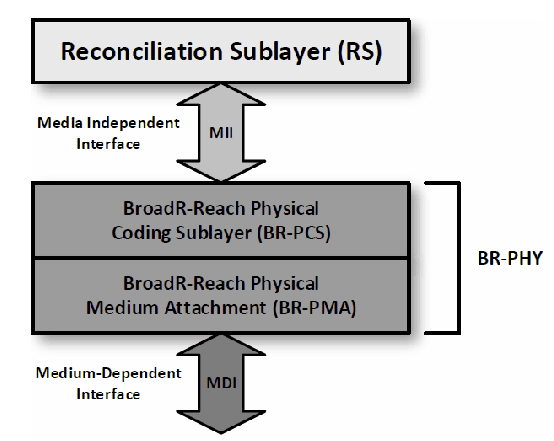 Reconciliation Sublayer (RS)
Media Independent
Interface
MII
BroadR-Reach Physical
Coding Sublayer (BR-PCS)
BroadR-Reach Physical
Medium Attachment (BR-PMA)
BR-PHY
Medium-Dependent
Interface
MDI